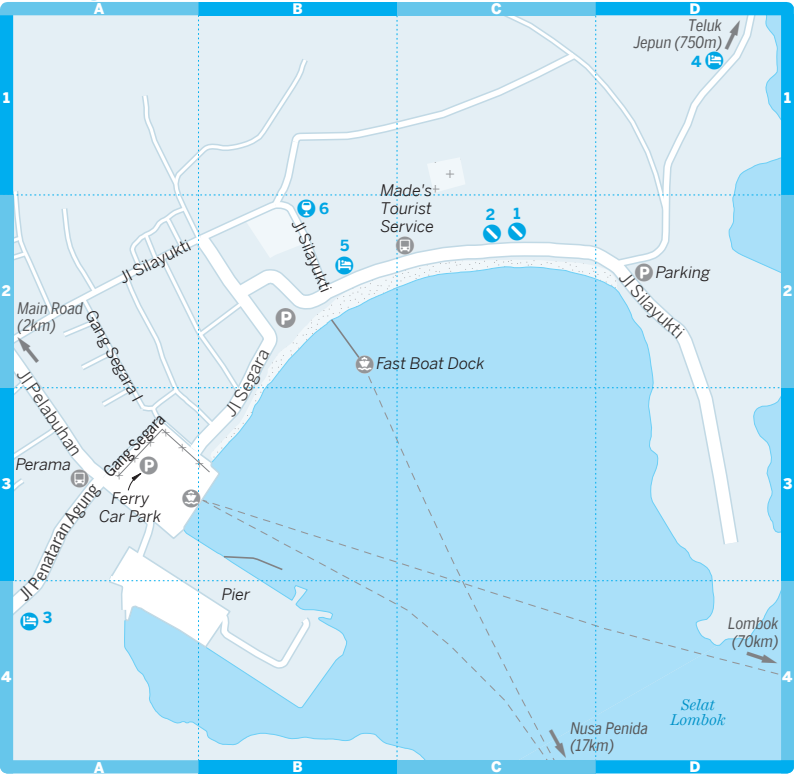 A
B
C
D
Teluk
Jepun (750m)
4
1
1
Made's
Tourist
Service
6
2
1
5
Jl Silayukti
Jl Silayukti
P
Parking
2
2
Main Road
(2km)
Gang Segara I
P
Jl Silayukti
Fast Boat Dock
Jl Segara
Jl Pelabuhan
Gang Segara
Perama
P
3
3
Ferry
Car Park
Jl Penataran Agung
Pier
3
Lombok
(70km)
4
4
Selat
Lombok
Nusa Penida
(17km)
A
B
C
D